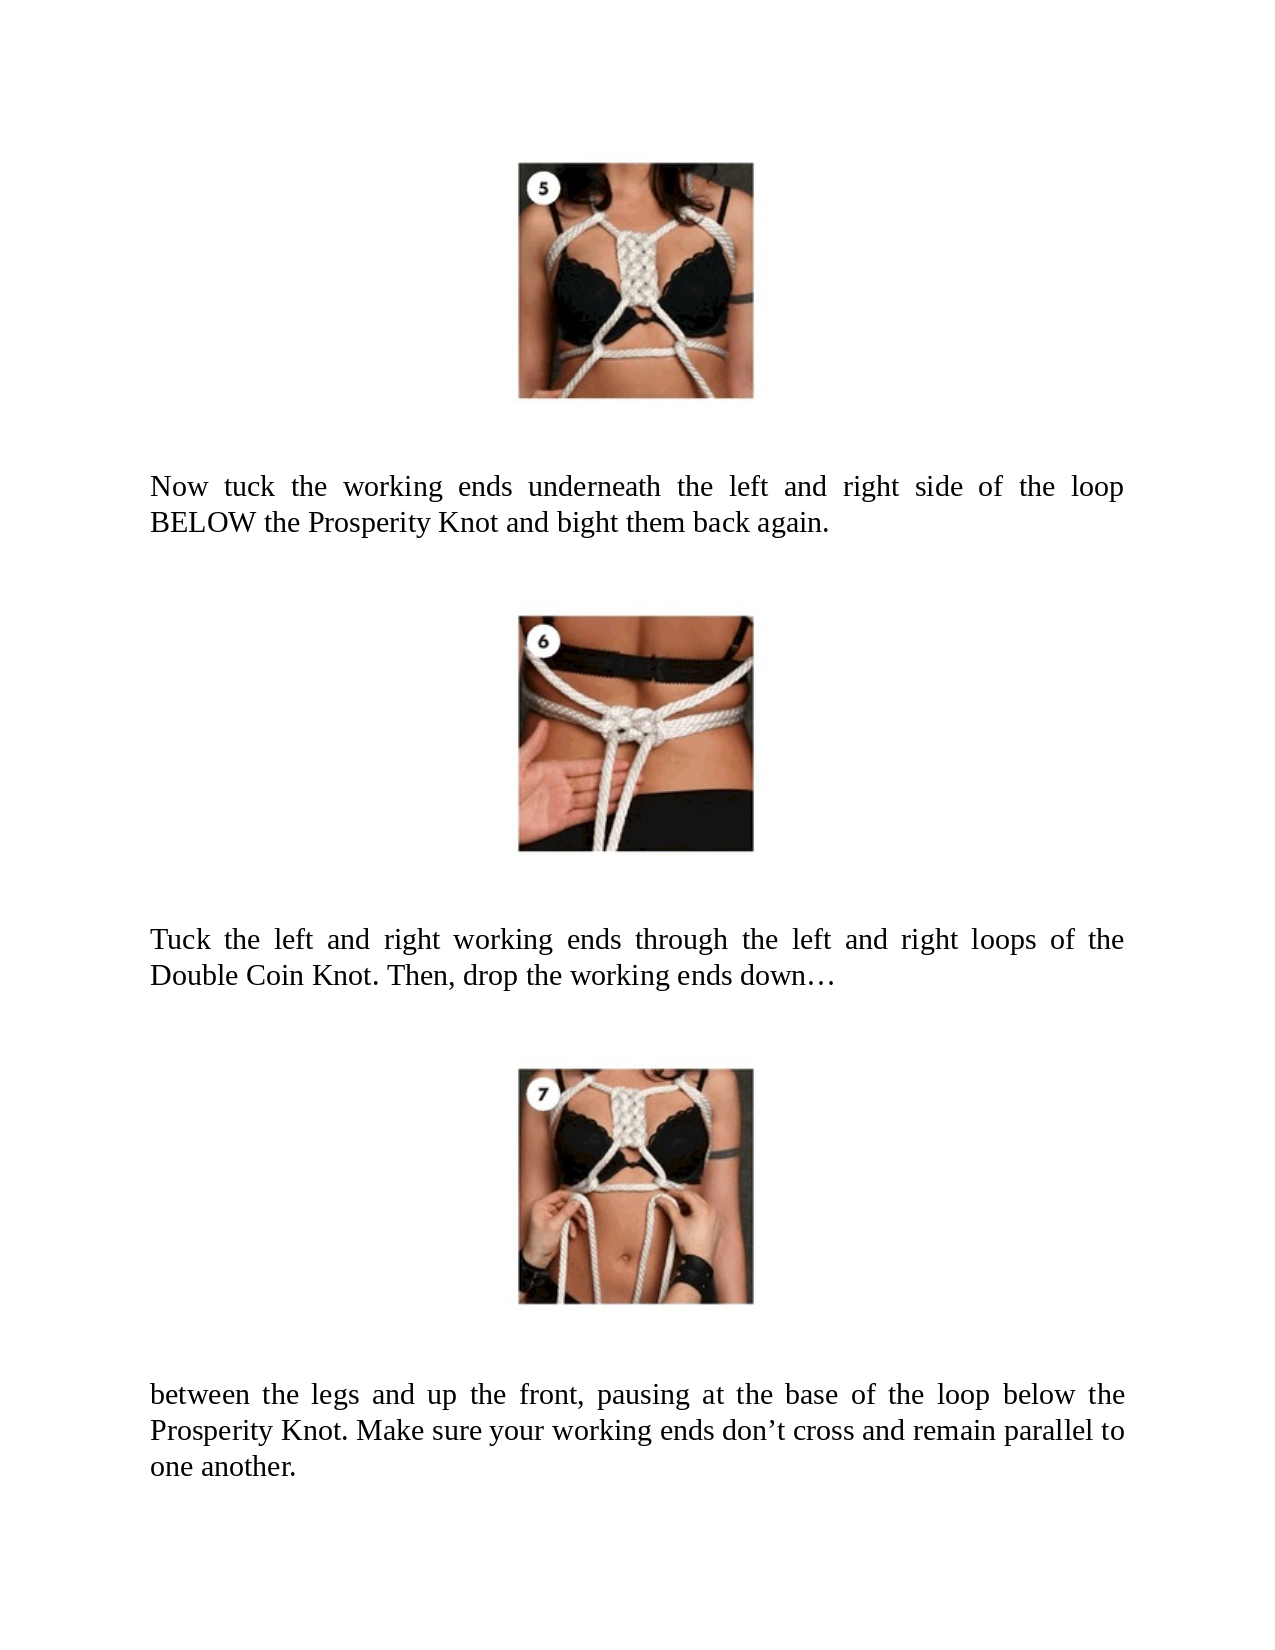 5
Now tuck the working ends underneath the left and right side of the loop
BELOW the Prosperity Knot and bight them back again.
6
Tuck the left and right working ends through the left and right loops of the
Double Coin Knot. Then, drop the working ends down…
7
between the legs and up the front, pausing at the base of the loop below the
Prosperity Knot. Make sure your working ends don’t cross and remain parallel to
one another.